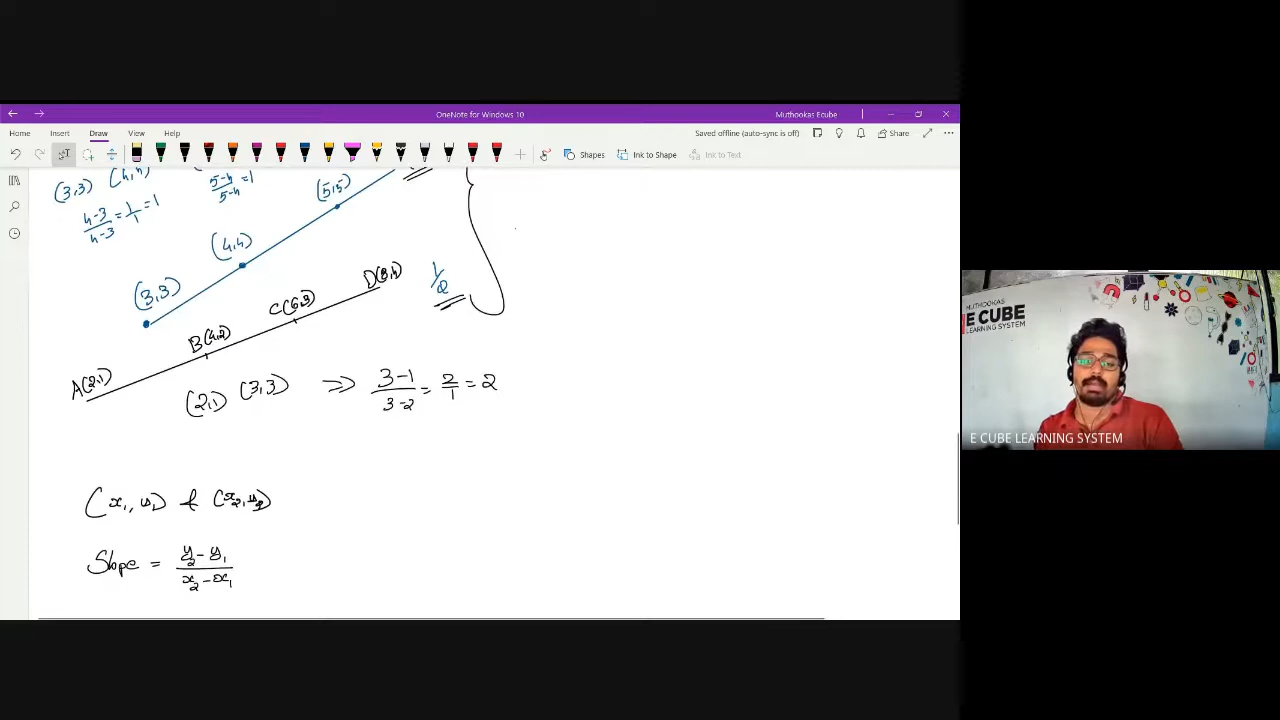 OneNote for Windows 10
Muthookas Ecube
Home Insert Draw View Help
Saved offline (auto-sync is off)
Share
Shapes
Ink to Shape
Ink to Text
(3,3) (4,4)
4-3/4-3 = 1/1 = 1
5-4/5-4 = 1
(5,5)
(4,4)
(3,3)
D(8,4)
1/2
C(6,3)
B(4,2)
A(2,1)
(2,1) (3,3) => 3-1/3-2 = 2/1 = 2
(x₁, y₁) & (x₂, y₂)
Slope = y₂ - y₁/x₂ - x₁
MUTHOOKAS
E CUBE
LEARNING SYSTEM
E CUBE LEARNING SYSTEM